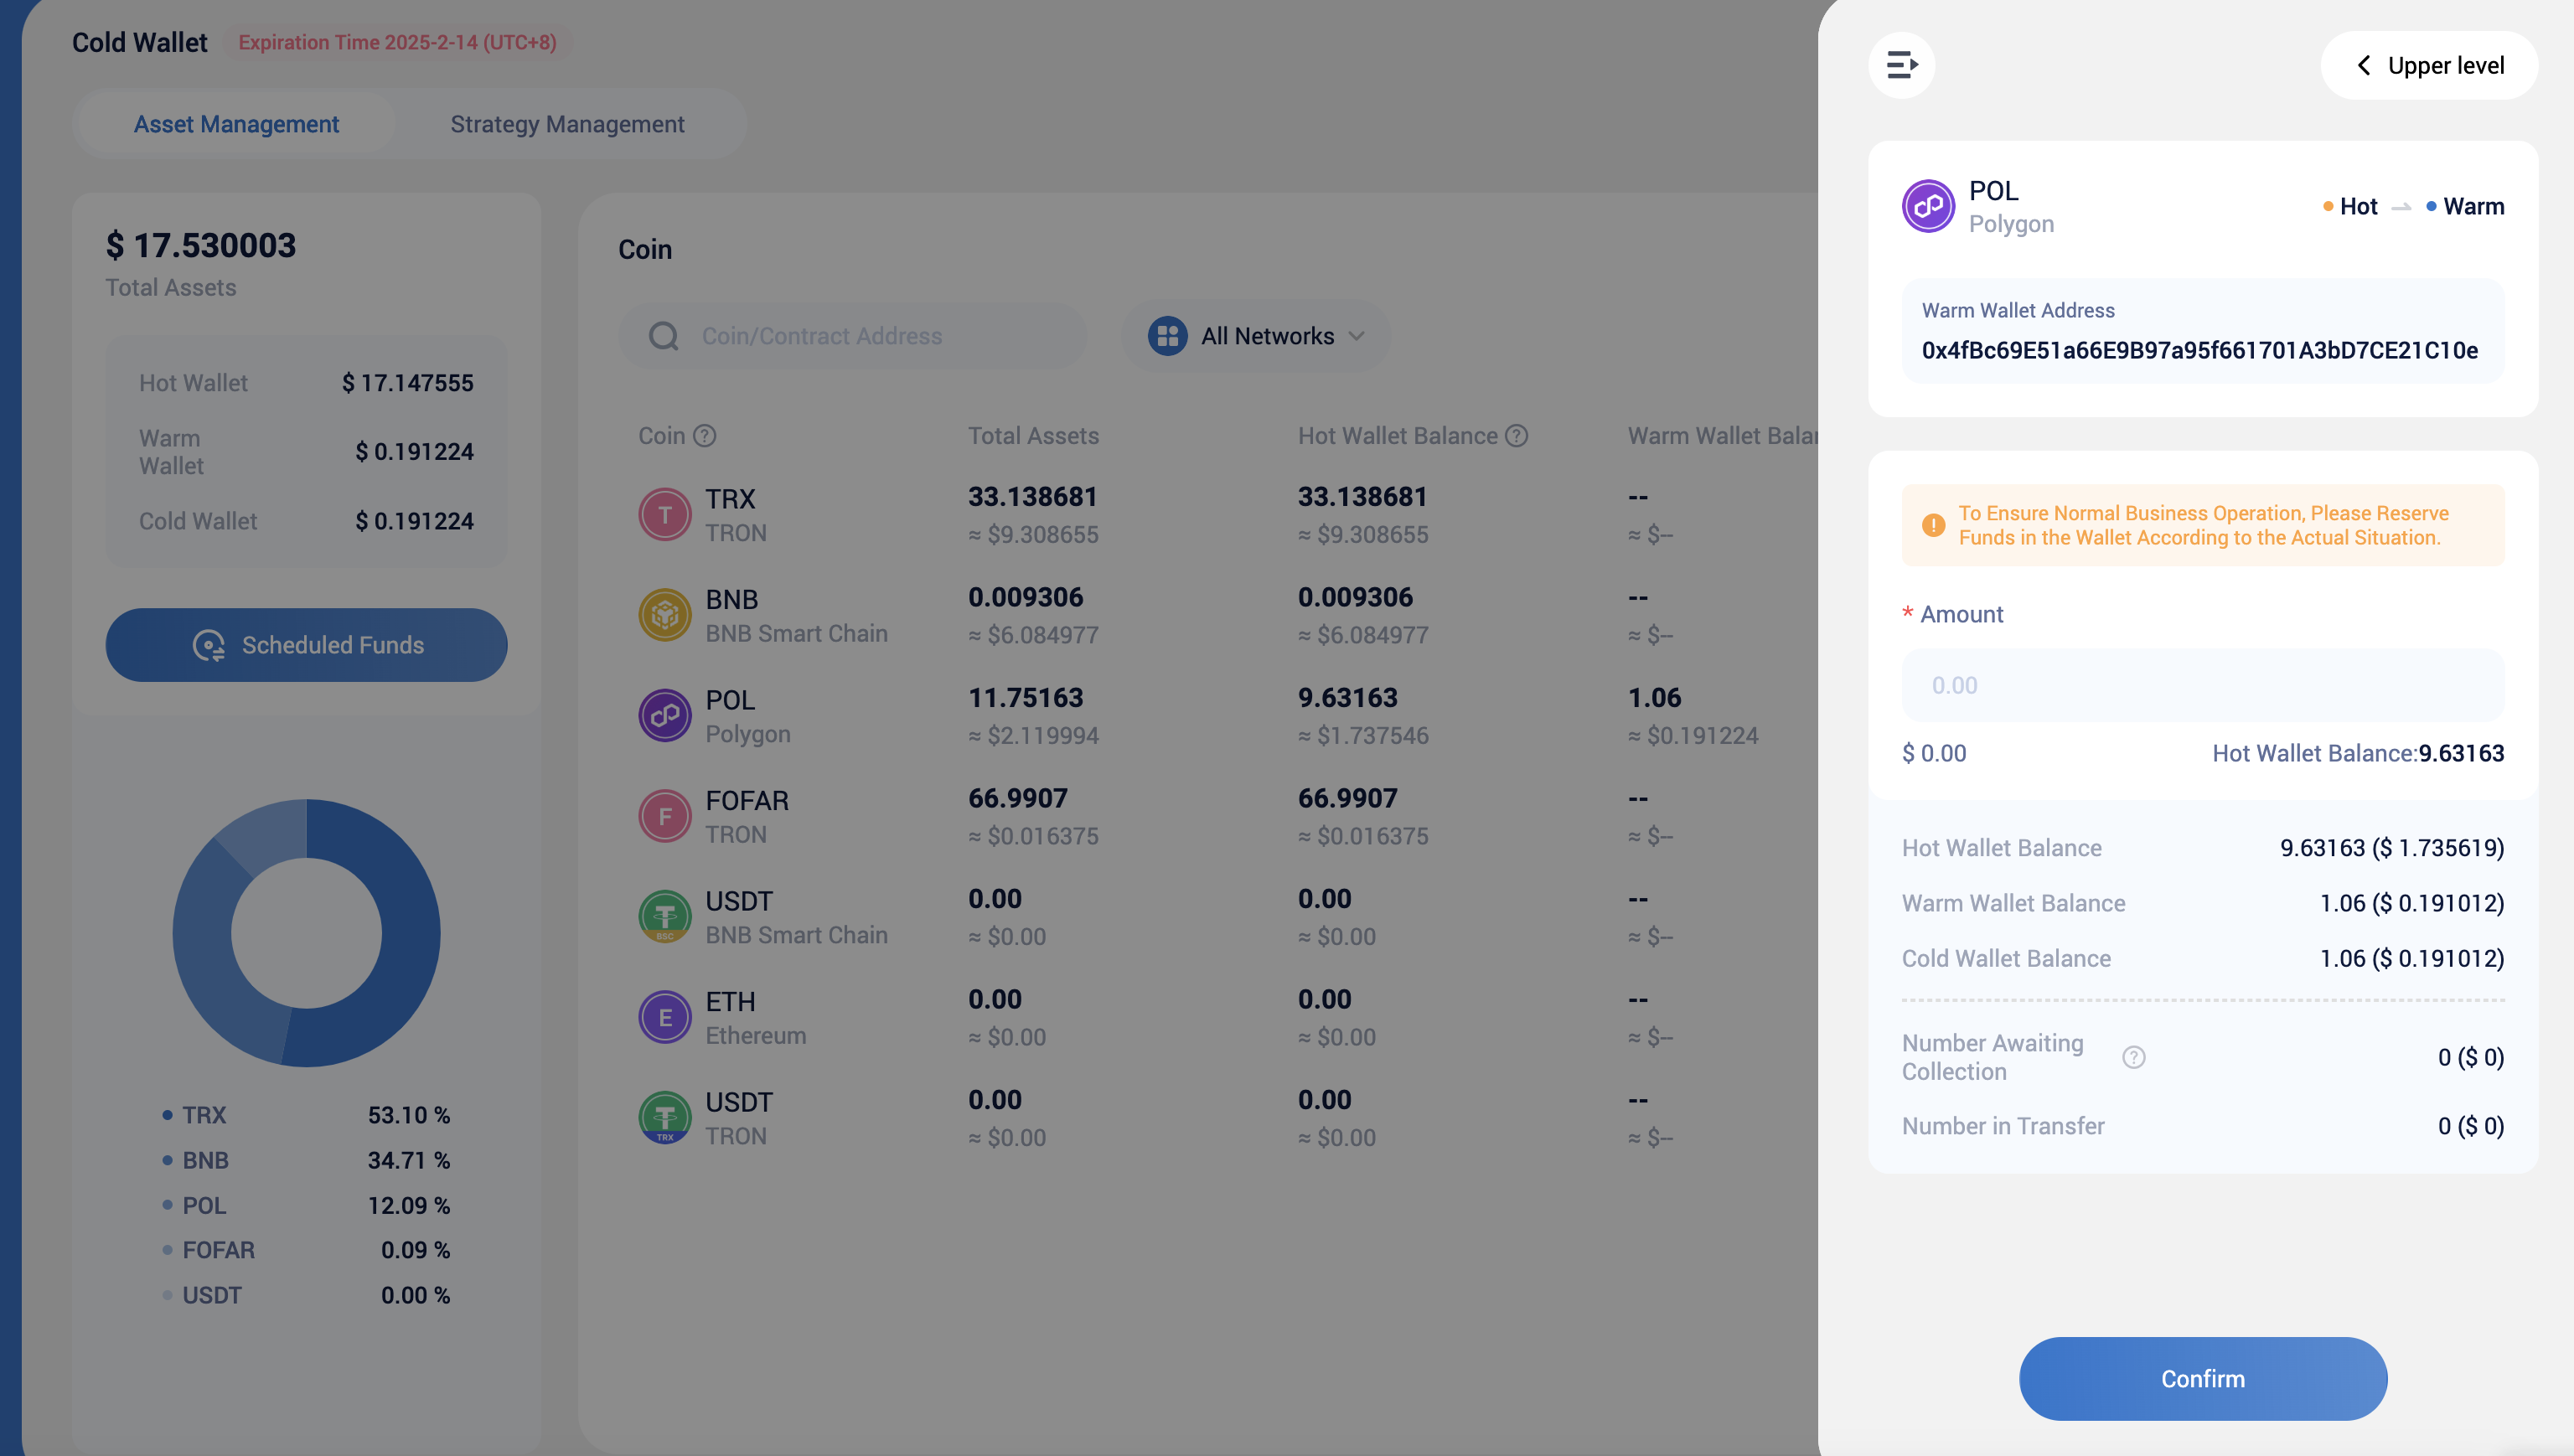 Cold Wallet
Expiration Time 2025-2-14 (UTC+8)
Asset Management
Strategy Management
$ 17.530003
Total Assets
Hot Wallet
$ 17.147555
Warm
Wallet
$ 0.191224
Cold Wallet
$ 0.191224
Scheduled Funds
TRX
53.10 %
BNB
34.71 %
POL
12.09 %
FOFAR
0.09 %
USDT
0.00 %
Coin
Coin/Contract Address
All Networks
Coin
Total Assets
Hot Wallet Balance
Warm Wallet Balar
T
TRX
TRON
33.138681
≈ $9.308655
33.138681
≈ $9.308655
--
≈ $--
BNB
BNB Smart Chain
0.009306
≈ $6.084977
0.009306
≈ $6.084977
--
≈ $--
POL
Polygon
11.75163
≈ $2.119994
9.63163
≈ $1.737546
1.06
≈ $0.191224
F
FOFAR
TRON
66.9907
≈ $0.016375
66.9907
≈ $0.016375
--
≈ $--
BSC
USDT
BNB Smart Chain
0.00
≈ $0.00
0.00
≈ $0.00
--
≈ $--
E
ETH
Ethereum
0.00
≈ $0.00
0.00
≈ $0.00
--
≈ $--
TRX
USDT
TRON
0.00
≈ $0.00
0.00
≈ $0.00
--
≈ $--
Upper level
POL
Polygon
Hot
Warm
Warm Wallet Address
0x4fBc69E51a66E9B97a95f661701A3bD7CE21C10e
To Ensure Normal Business Operation, Please Reserve
Funds in the Wallet According to the Actual Situation.
* Amount
0.00
$ 0.00
Hot Wallet Balance:9.63163
Hot Wallet Balance
9.63163 ($ 1.735619)
Warm Wallet Balance
1.06 ($ 0.191012)
Cold Wallet Balance
1.06 ($ 0.191012)
Number Awaiting
Collection
0 ($ 0)
Number in Transfer
0 ($ 0)
Confirm